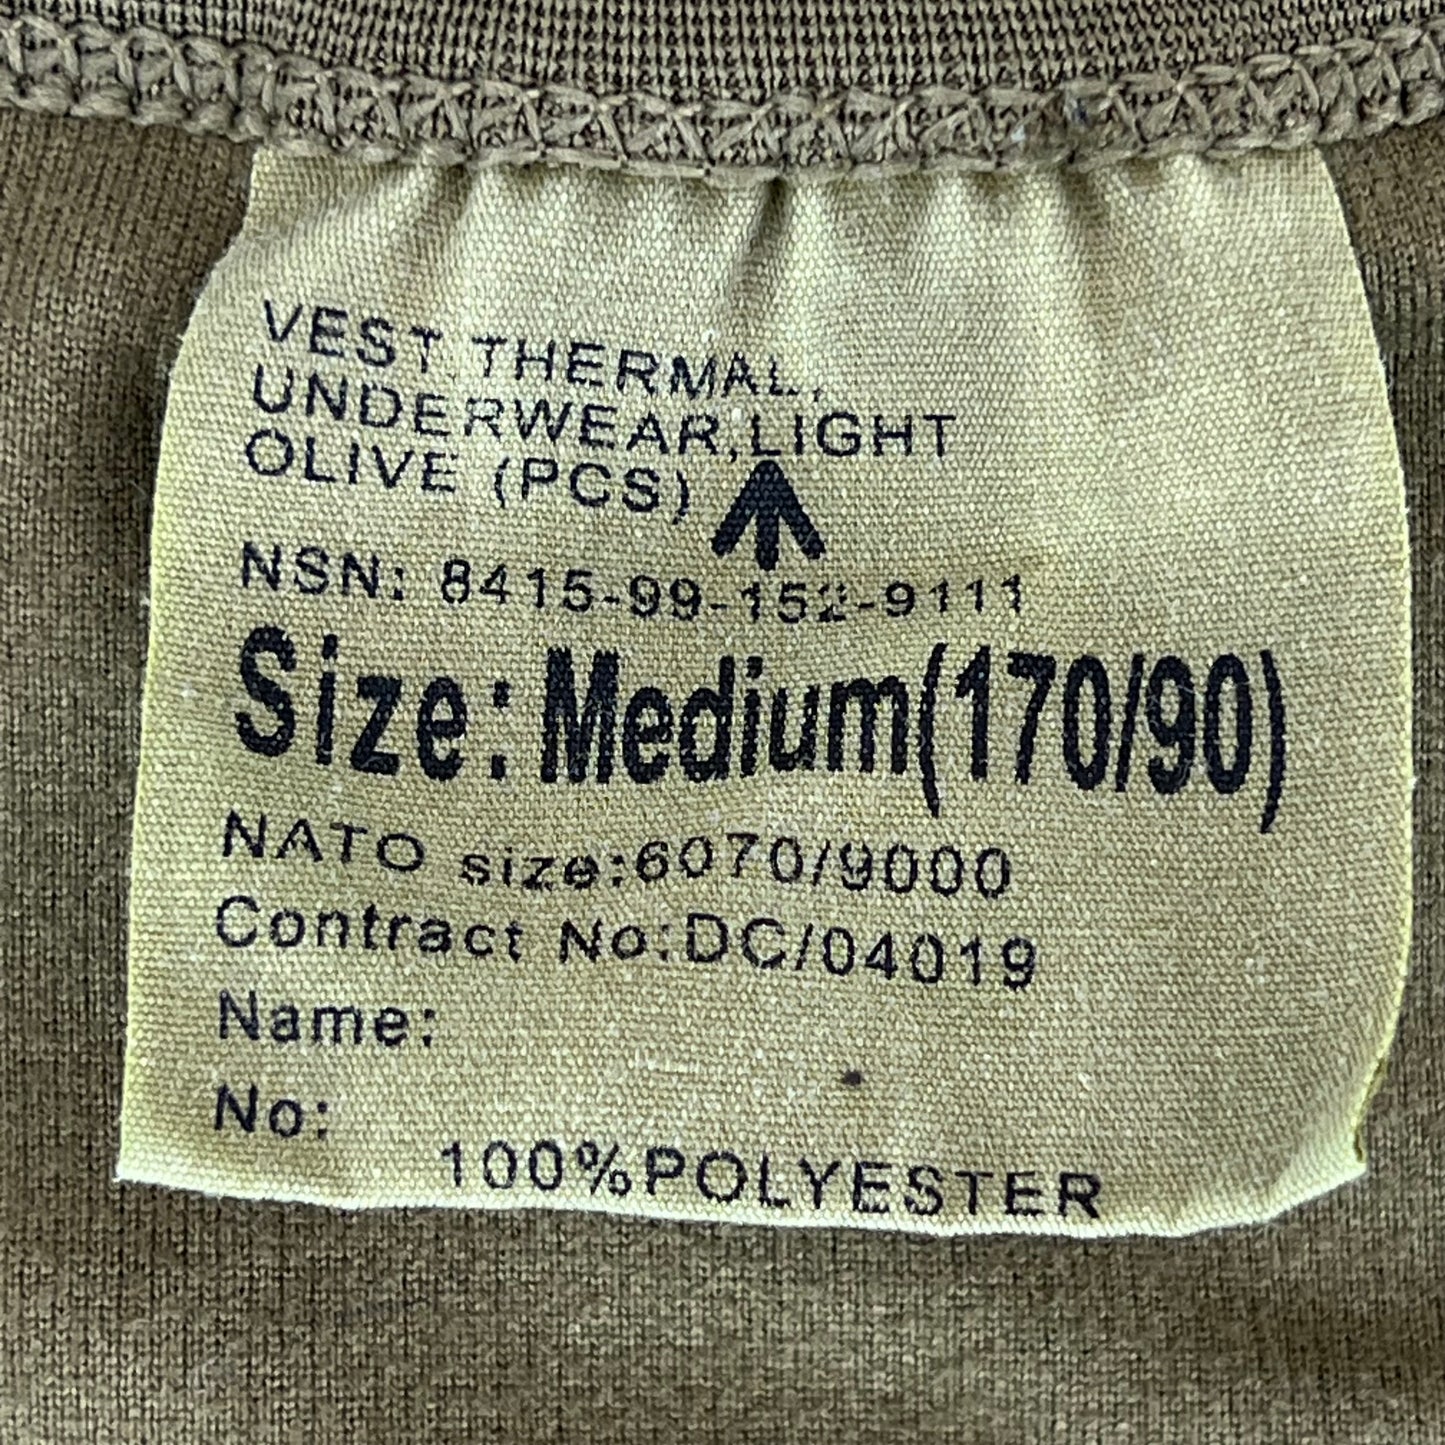 VEST,THERMAL,
UNDERWEAR,LIGHT
OLIVE (PCS)
NSN: 8415-99-152-9111
Size: Medium(170/90)
NATO size:6070/9000
Contract No:DC/04019
Name:
No:
100%POLYESTER